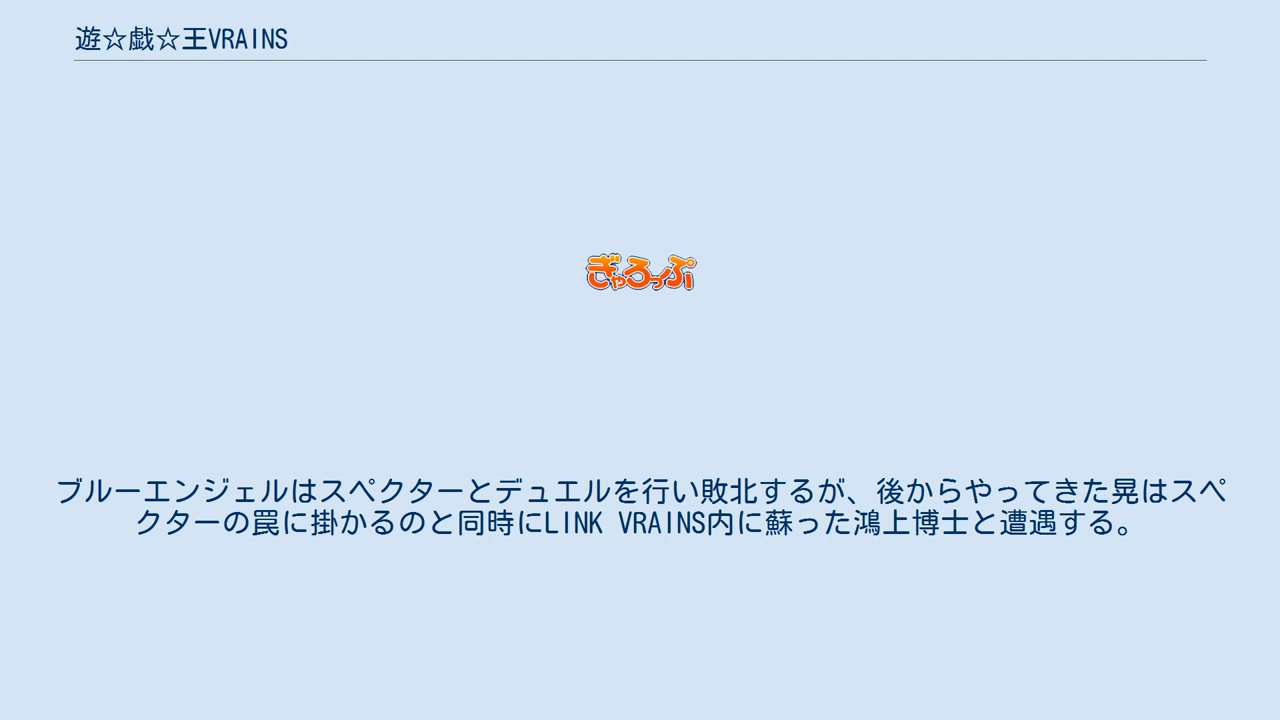 遊☆戯☆王VRAINS
ぎゃろっぷ
ブルーエンジェルはスペクターとデュエルを行い敗北するが、後からやってきた晃はスペ
クターの罠に掛かるのと同時にLINK VRAINS内に蘇った鴻上博士と遭遇する。